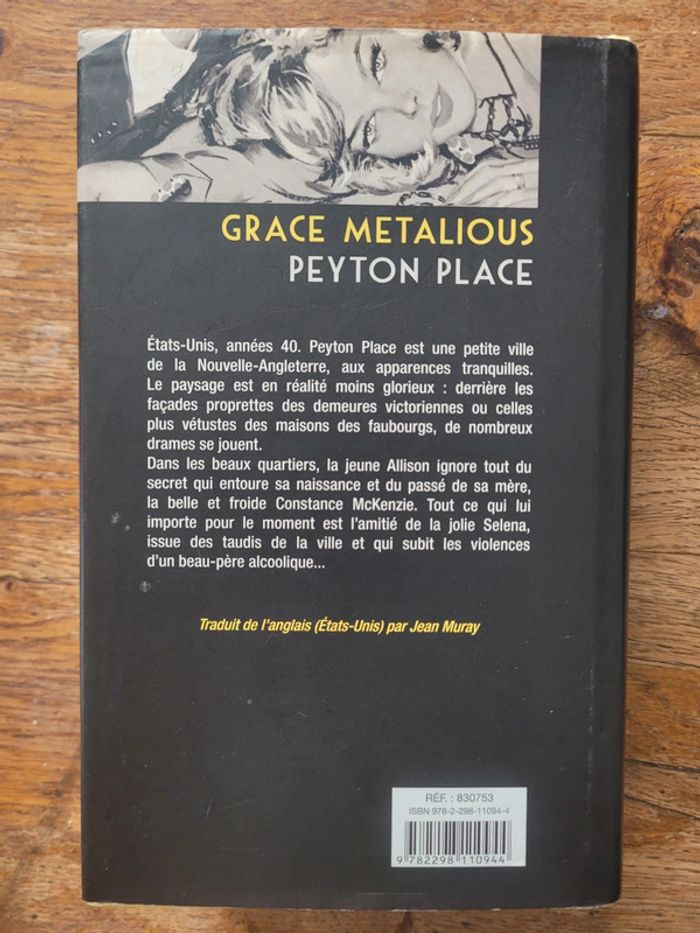 GRACE METALIOUS
PEYTON PLACE
États-Unis, années 40. Peyton Place est une petite ville
de la Nouvelle-Angleterre, aux apparences tranquilles.
Le paysage est en réalité moins glorieux : derrière les
façades proprettes des demeures victoriennes ou celles
plus vétustes des maisons des faubourgs, de nombreux
drames se jouent.
Dans les beaux quartiers, la jeune Allison ignore tout du
secret qui entoure sa naissance et du passé de sa mère,
la belle et froide Constance McKenzie. Tout ce qui lui
importe pour le moment est l'amitié de la jolie Selena,
issue des taudis de la ville et qui subit les violences
d'un beau-père alcoolique...
Traduit de l'anglais (États-Unis) par Jean Muray
RÉF. : 830753
ISBN 978-2-298-11094-4
9 782298 110944